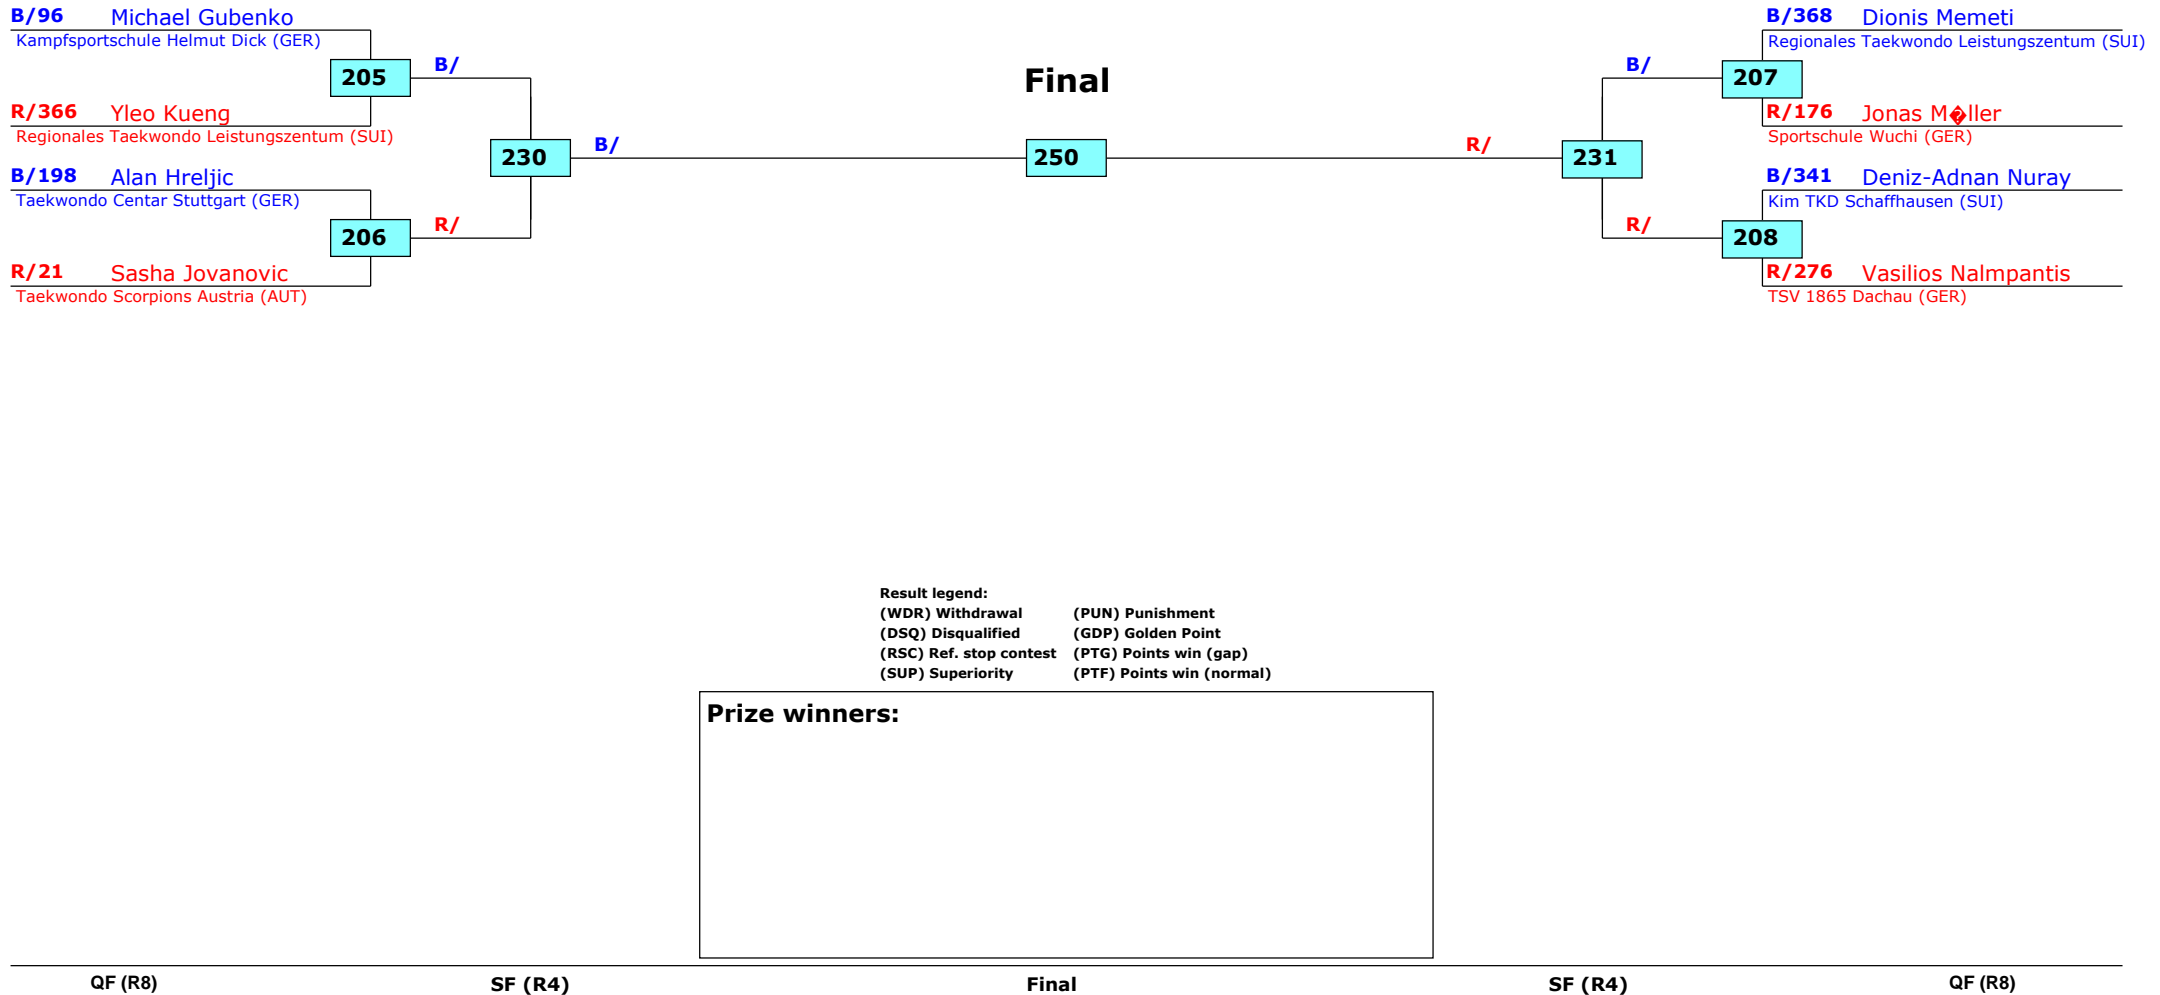 B/96 Michael Gubenko
Kampfsportschule Helmut Dick (GER)
205
B/
R/366 Yleo Kueng
Regionales Taekwondo Leistungszentum (SUI)
230
B/
B/198 Alan Hreljic
Taekwondo Centar Stuttgart (GER)
206
R/
R/21 Sasha Jovanovic
Taekwondo Scorpions Austria (AUT)
Final
250
B/368 Dionis Memeti
Regionales Taekwondo Leistungszentum (SUI)
B/
207
R/176 Jonas M�ller
Sportschule Wuchi (GER)
R/
231
B/341 Deniz-Adnan Nuray
Kim TKD Schaffhausen (SUI)
R/
208
R/276 Vasilios Nalmpantis
TSV 1865 Dachau (GER)
Result legend:
(WDR) Withdrawal (PUN) Punishment
(DSQ) Disqualified (GDP) Golden Point
(RSC) Ref. stop contest (PTG) Points win (gap)
(SUP) Superiority (PTF) Points win (normal)
Prize winners:
QF (R8) SF (R4) Final SF (R4) QF (R8)